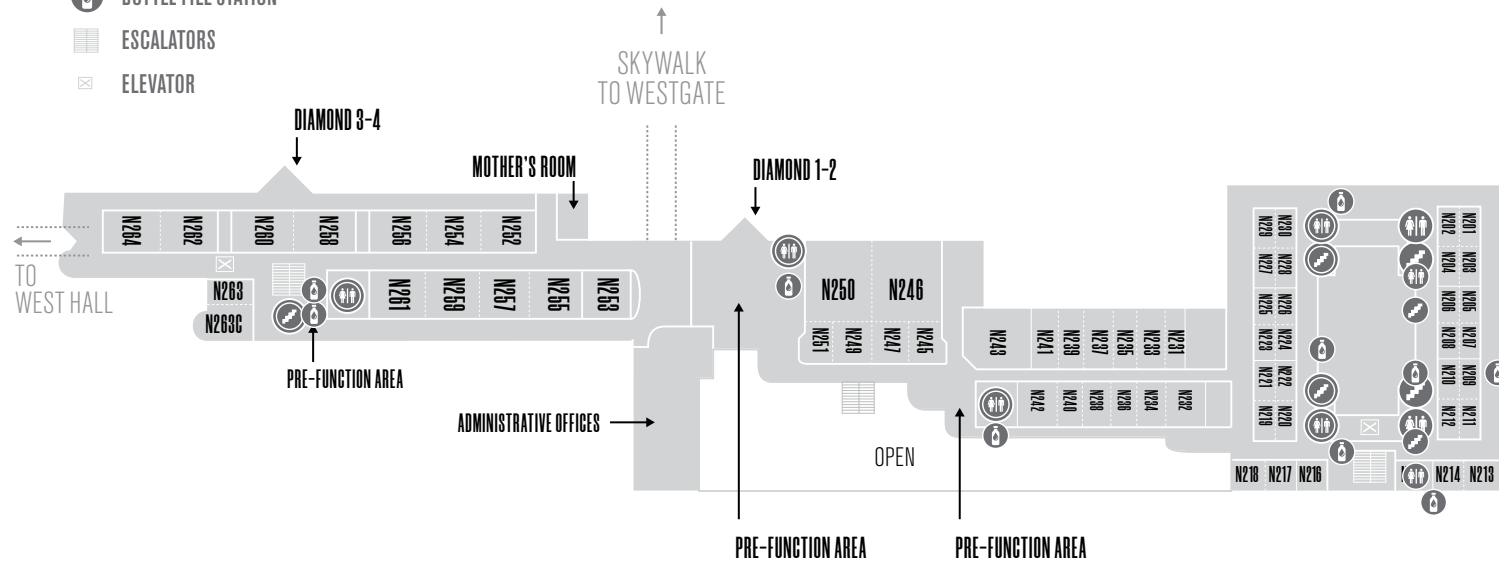 BOTTLE FILL STATION
ESCALATORS
ELEVATOR
SKYWALK
TO WESTGATE
DIAMOND 3-4
MOTHER'S ROOM
DIAMOND 1-2
N264
N262
N260
N258
N256
N254
N252
TO
WEST HALL
N263
N263C
N261
N259
N257
N255
N253
PRE-FUNCTION AREA
ADMINISTRATIVE OFFICES
N250
N246
N251
N249
N247
N245
N243
N241
N239
N237
N235
N233
N231
N242
N240
N238
N236
N234
N232
OPEN
PRE-FUNCTION AREA
PRE-FUNCTION AREA
N229
N230
N227
N228
N225
N226
N223
N224
N221
N222
N219
N220
N202
N201
N204
N203
N206
N205
N208
N207
N210
N209
N212
N211
N218
N217
N216
N214
N213